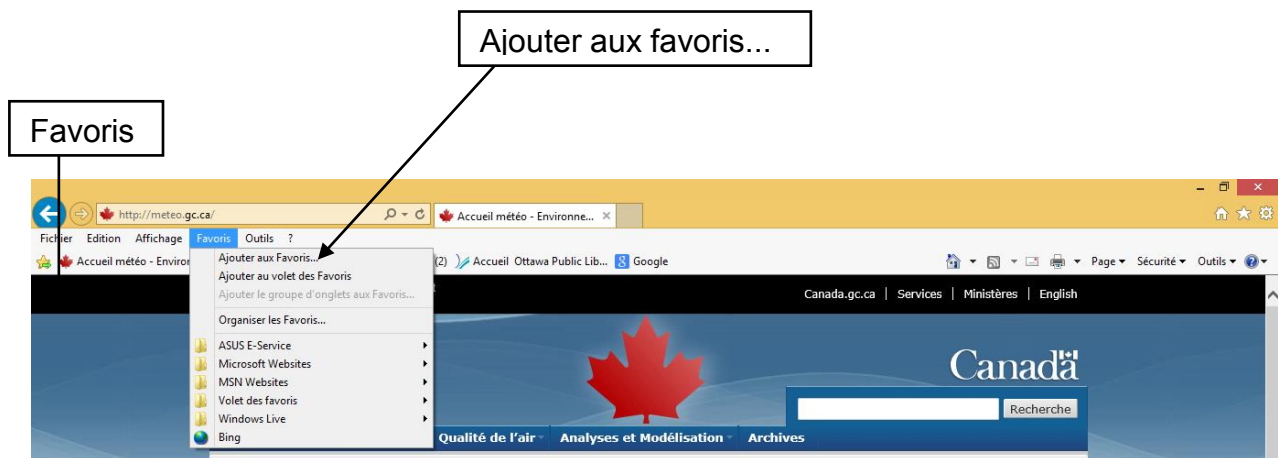 Ajouter aux favoris...
Favoris
http://meteo.gc.ca/
Accueil météo - Environne...
Fichier Edition Affichage Favoris Outils ?
Accueil météo - Environ
(2) Accueil Ottawa Public Lib... Google
Page Sécurité Outils
Ajouter aux Favoris...
Ajouter au volet des Favoris
Ajouter le groupe d'onglets aux Favoris...
Organiser les Favoris...
ASUS E-Service
Microsoft Websites
MSN Websites
Volet des favoris
Windows Live
Bing
Canada.gc.ca | Services | Ministères | English
Canada
Recherche
Qualité de l'air Analyses et Modélisation Archives